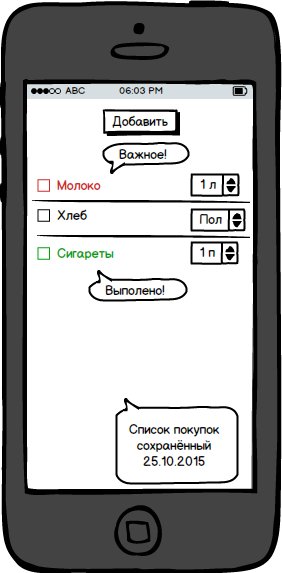 ABC 06:03 PM
Добавить
Важное!
Молоко 1 л
Хлеб Пол
Сигареты 1 п
Выполено!
Список покупок
сохранённый
25.10.2015